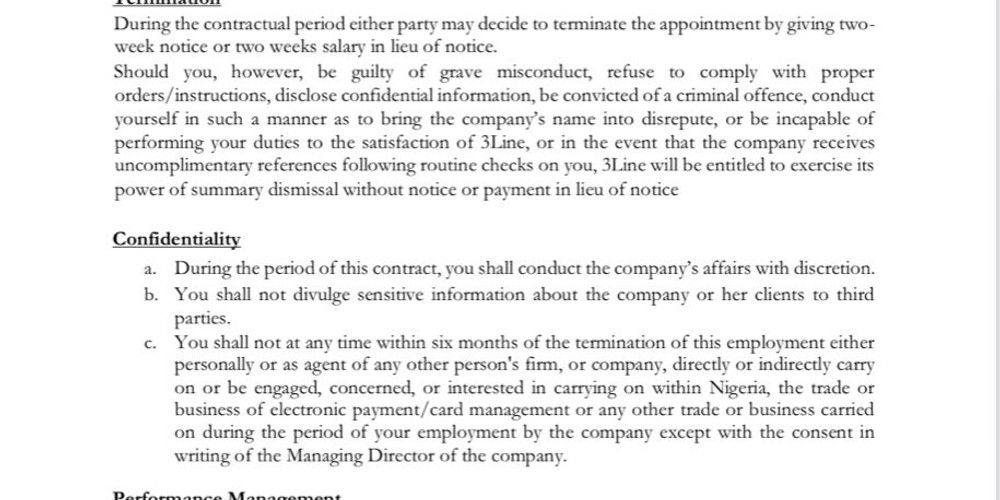 Termination
During the contractual period either party may decide to terminate the appointment by giving two-
week notice or two weeks salary in lieu of notice.
Should you, however, be guilty of grave misconduct, refuse to comply with proper
orders/instructions, disclose confidential information, be convicted of a criminal offence, conduct
yourself in such a manner as to bring the company's name into disrepute, or be incapable of
performing your duties to the satisfaction of 3Line, or in the event that the company receives
uncomplimentary references following routine checks on you, 3Line will be entitled to exercise its
power of summary dismissal without notice or payment in lieu of notice
Confidentiality
a. During the period of this contract, you shall conduct the company's affairs with discretion.
b. You shall not divulge sensitive information about the company or her clients to third
parties.
c. You shall not at any time within six months of the termination of this employment either
personally or as agent of any other person's firm, or company, directly or indirectly carry
on or be engaged, concerned, or interested in carrying on within Nigeria, the trade or
business of electronic payment/card management or any other trade or business carried
on during the period of your employment by the company except with the consent in
writing of the Managing Director of the company.
Performance Management